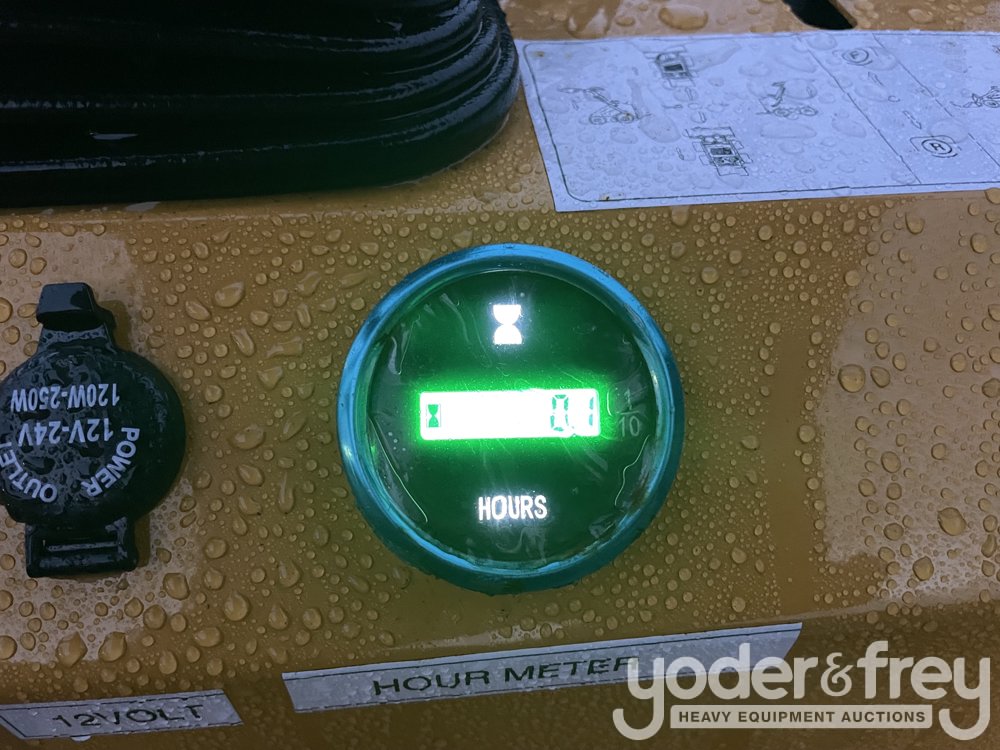 R
0.1
1/10
HOURS
120W-250W
12V-24V
POWER OUTLET
HOUR METER
12VOLT
yoder&frey
HEAVY EQUIPMENT AUCTIONS